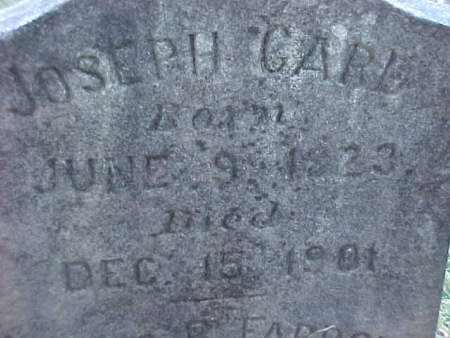 JOSEPH CARL
Born
JUNE 9, 1823.
Died
DEC. 15, 1901